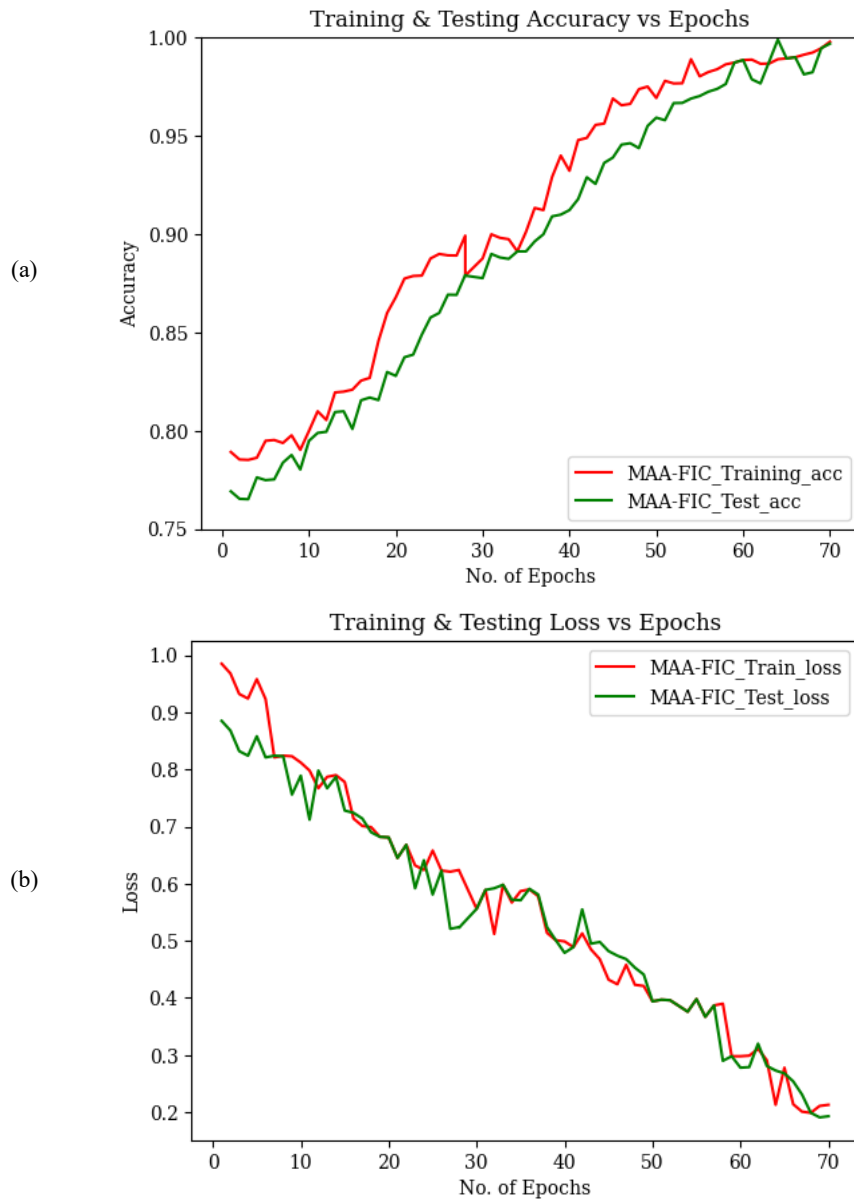 Training & Testing Accuracy vs Epochs
1.00
0.95
0.90
0.85
0.80
0.75
Accuracy
(a)
MAA-FIC_Training_acc
MAA-FIC_Test_acc
0 10 20 30 40 50 60 70
No. of Epochs
Training & Testing Loss vs Epochs
1.0
0.9
0.8
0.7
0.6
0.5
0.4
0.3
0.2
Loss
(b)
MAA-FIC_Train_loss
MAA-FIC_Test_loss
0 10 20 30 40 50 60 70
No. of Epochs